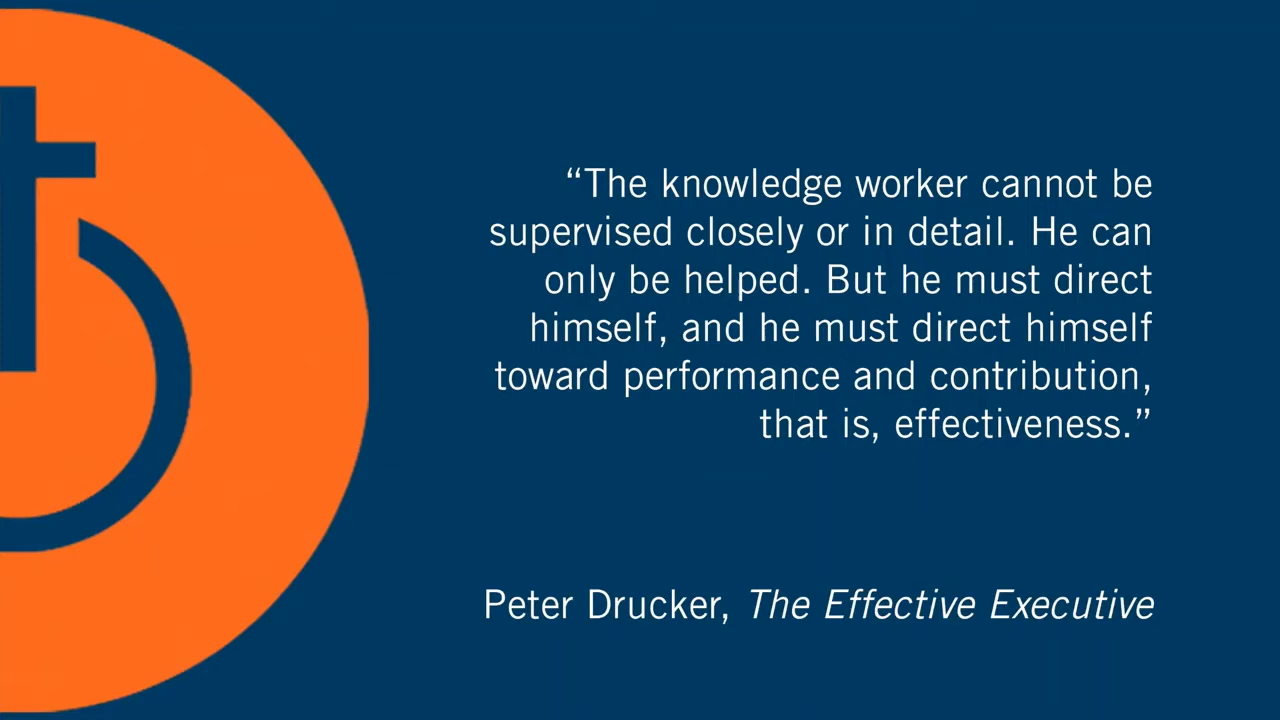 “The knowledge worker cannot be
supervised closely or in detail. He can
only be helped. But he must direct
himself, and he must direct himself
toward performance and contribution,
that is, effectiveness.”
Peter Drucker, The Effective Executive